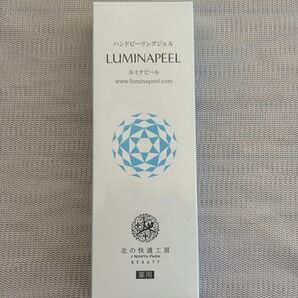 ハンドピーリングジェル
LUMINAPEEL
ルミナピール
www.luminapeel.com
北の快適工房
J NORTH FARM
BEAUTY
薬用